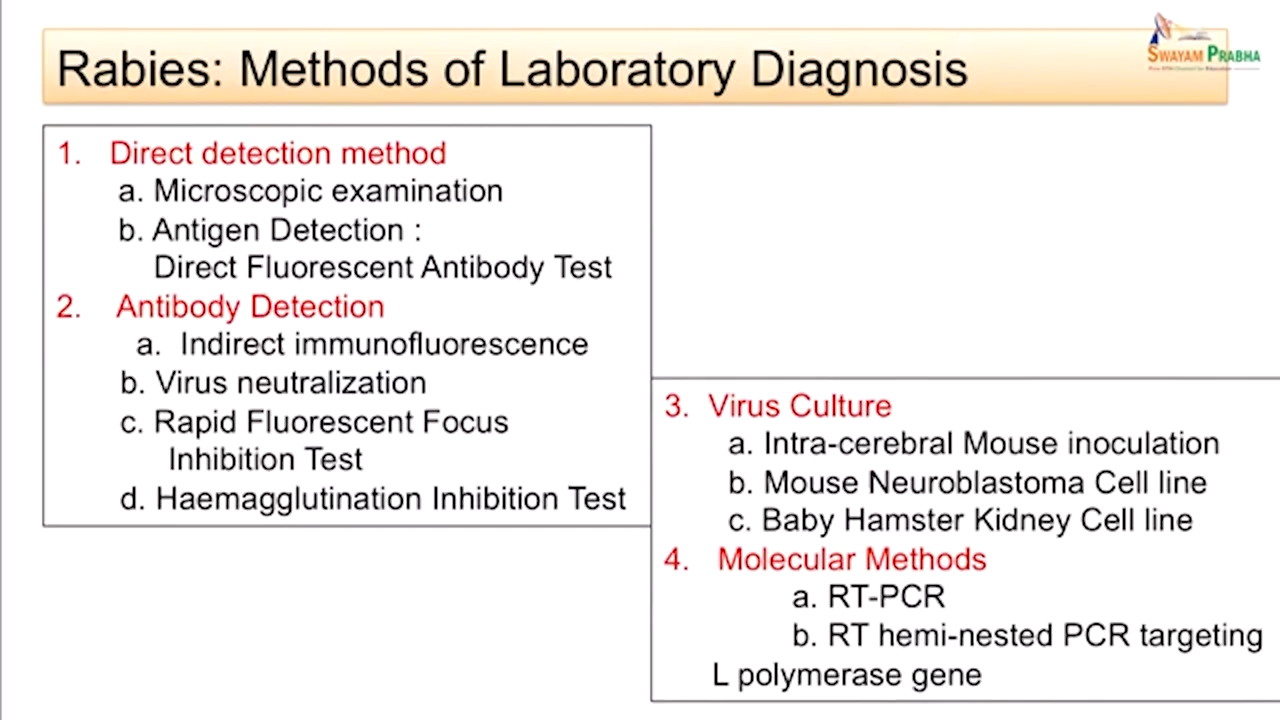 Rabies: Methods of Laboratory Diagnosis
SWAYAM PRABHA
1. Direct detection method
a. Microscopic examination
b. Antigen Detection :
Direct Fluorescent Antibody Test
2. Antibody Detection
a. Indirect immunofluorescence
b. Virus neutralization
c. Rapid Fluorescent Focus
Inhibition Test
d. Haemagglutination Inhibition Test
3. Virus Culture
a. Intra-cerebral Mouse inoculation
b. Mouse Neuroblastoma Cell line
c. Baby Hamster Kidney Cell line
4. Molecular Methods
a. RT-PCR
b. RT hemi-nested PCR targeting
L polymerase gene